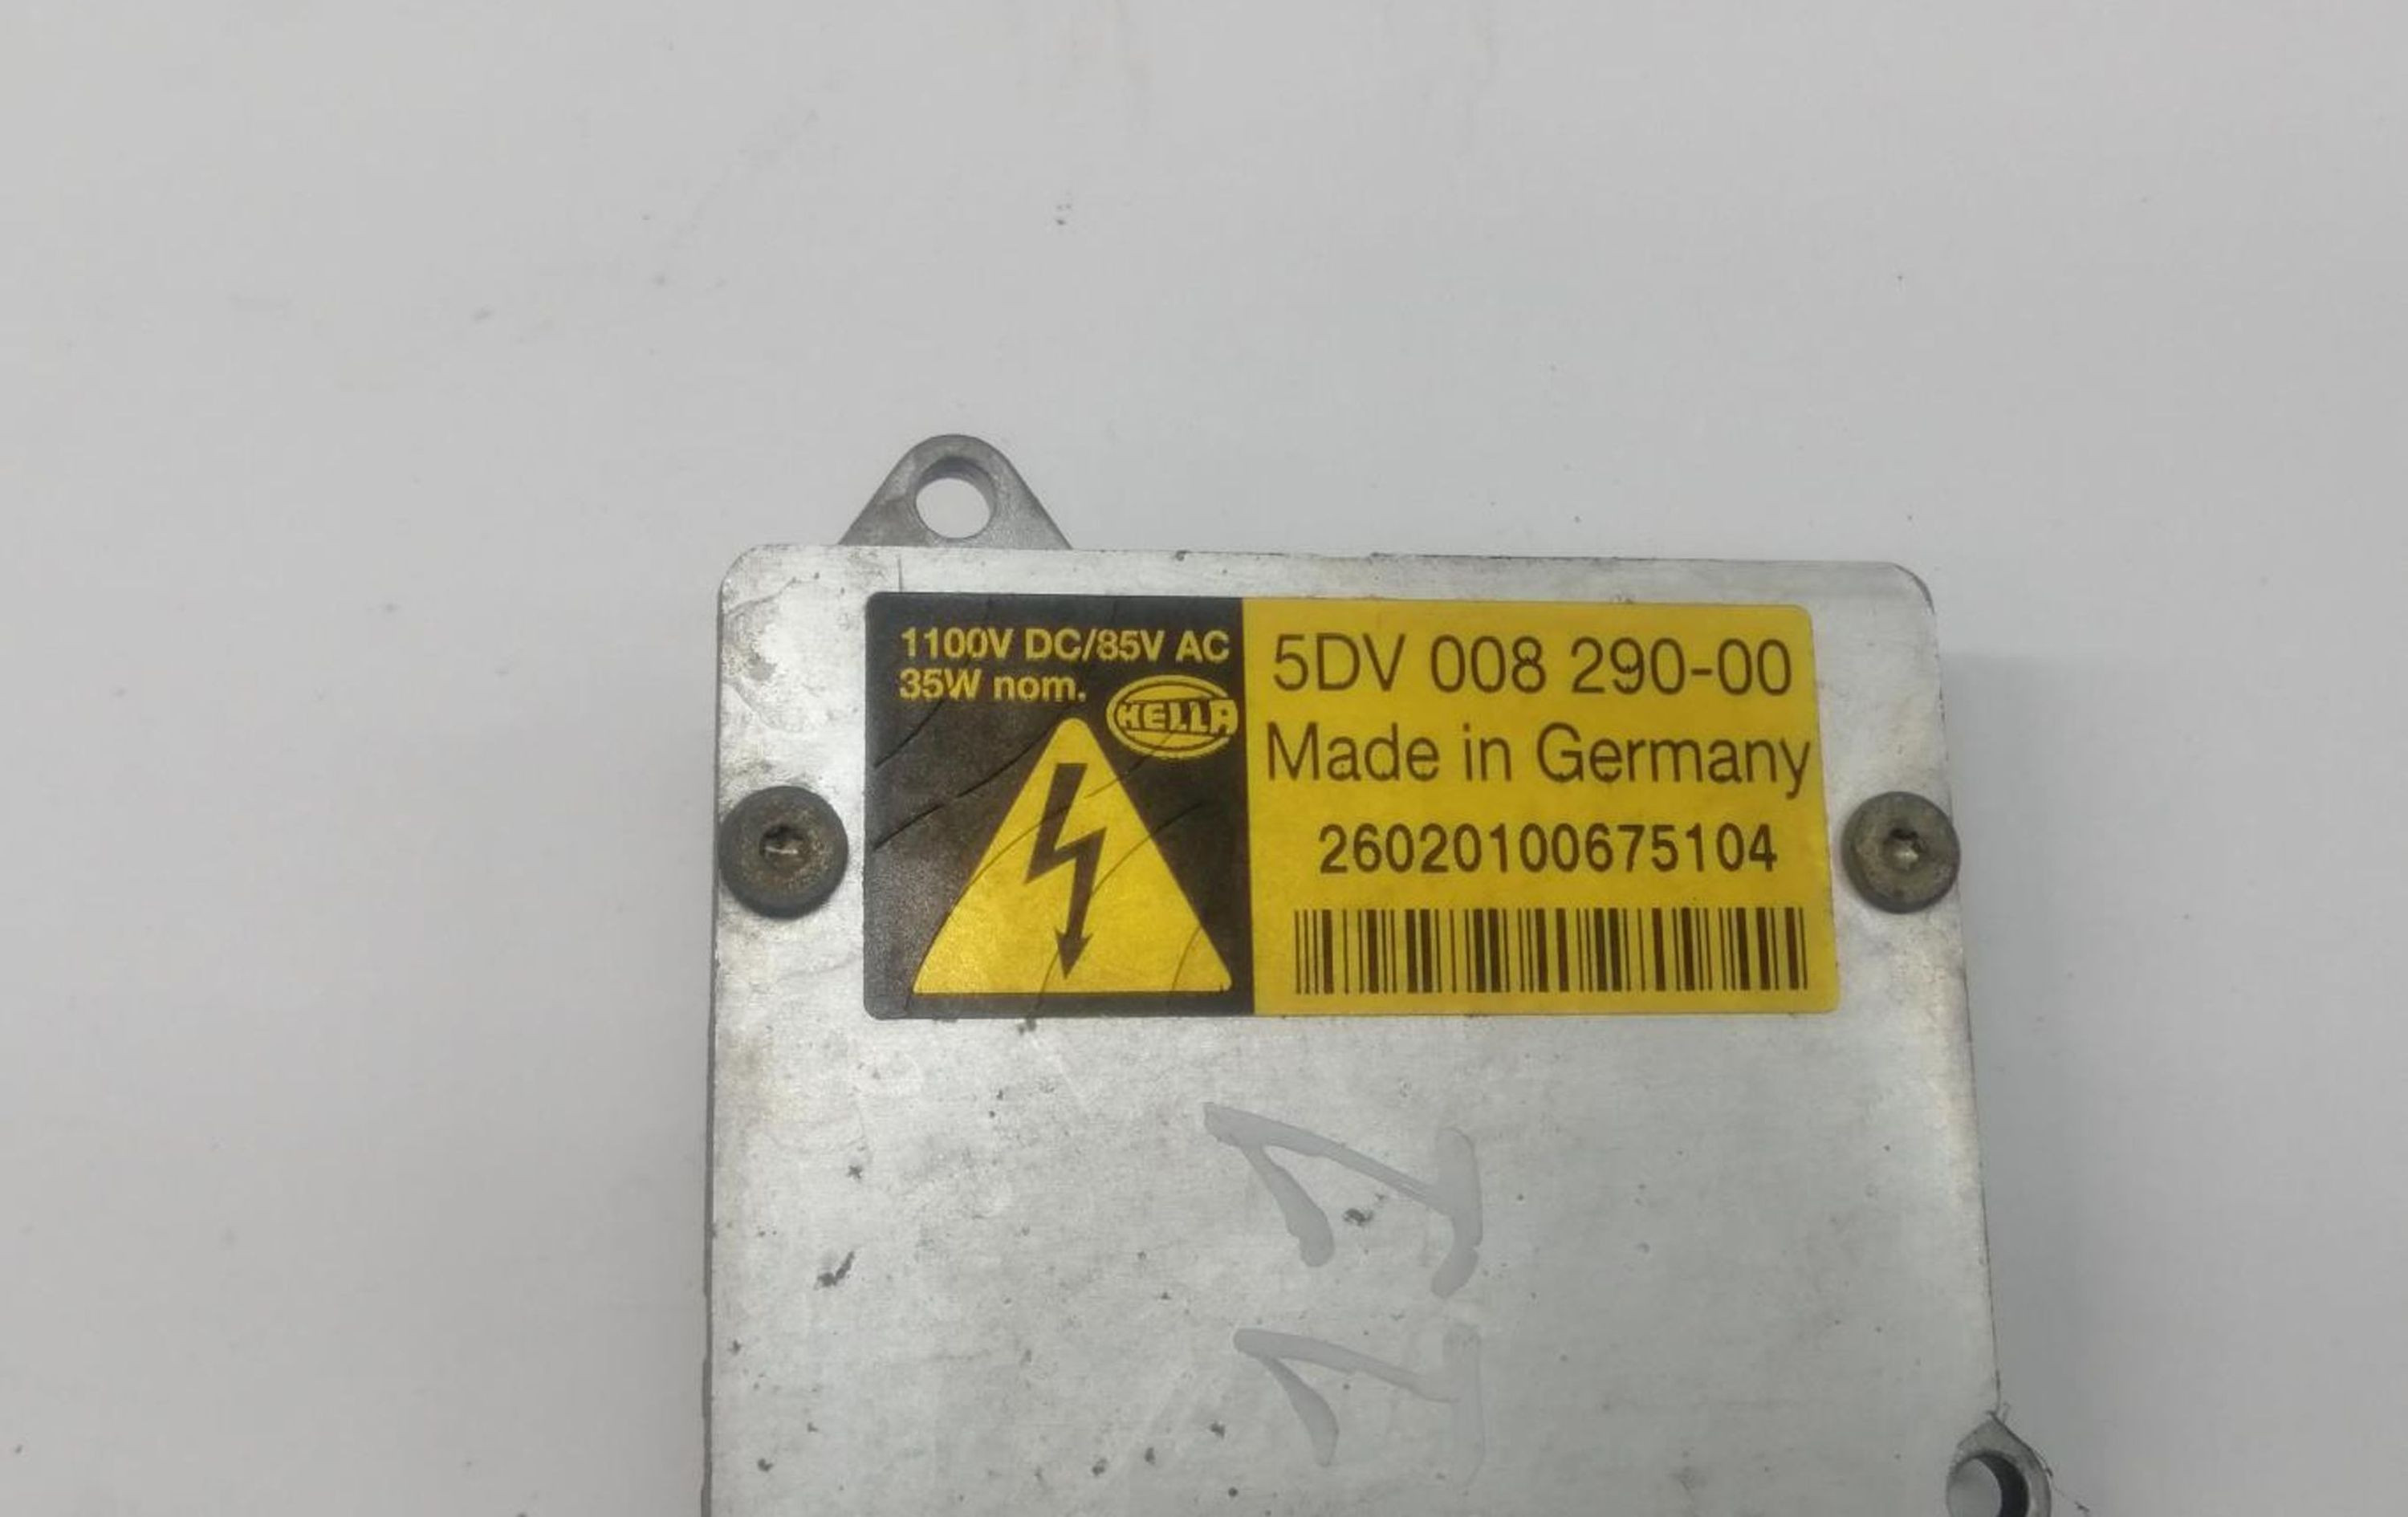 1100V DC/85V AC
35W nom.
HELLA
5DV 008 290-00
Made in Germany
26020100675104